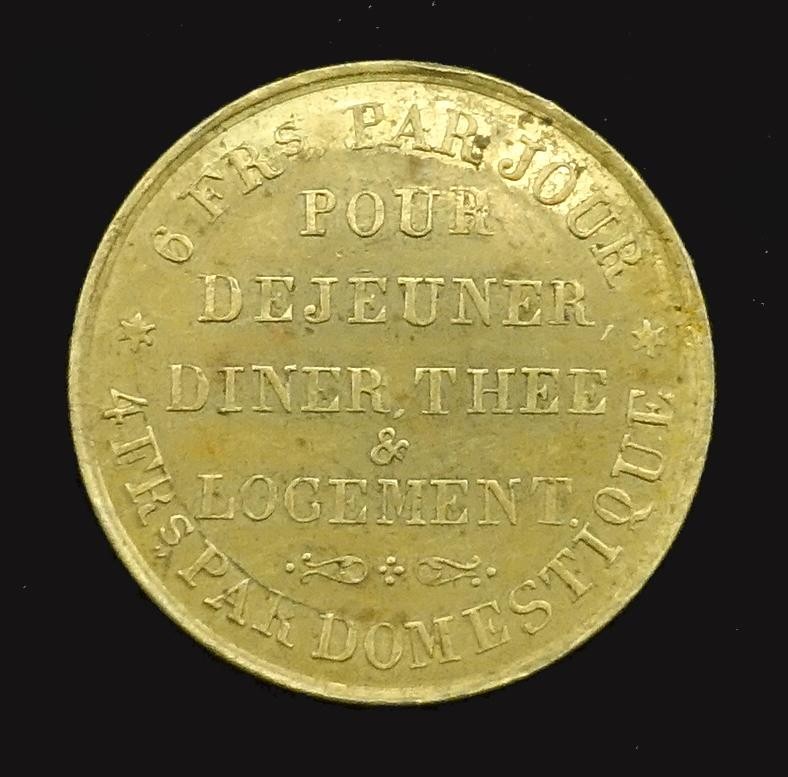 6 FRs, PAR JOUR
POUR
DEJEUNER,
DINER, THEE
&
LOGEMENT.
4 FRs, PAR DOMESTIQUE